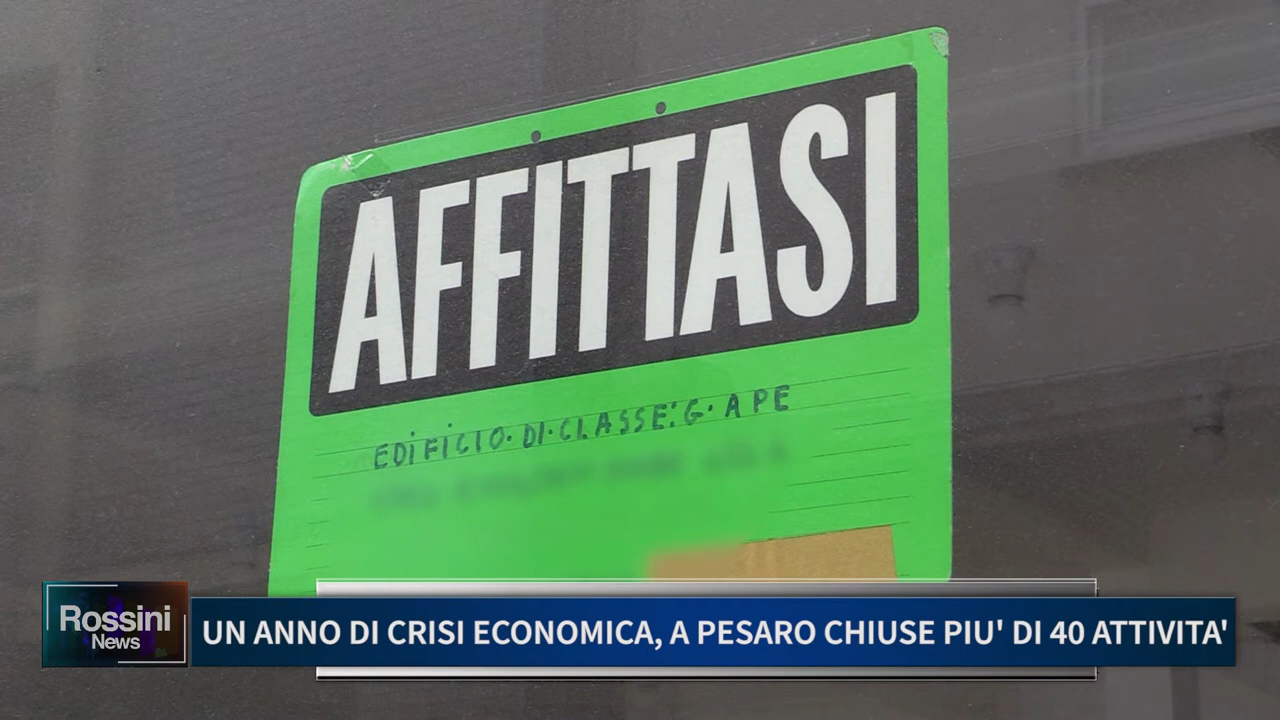 AFFITTASI
EDIFICIO. DI. CLASSE: G. APE
Rossini
News
UN ANNO DI CRISI ECONOMICA, A PESARO CHIUSE PIU' DI 40 ATTIVITA'